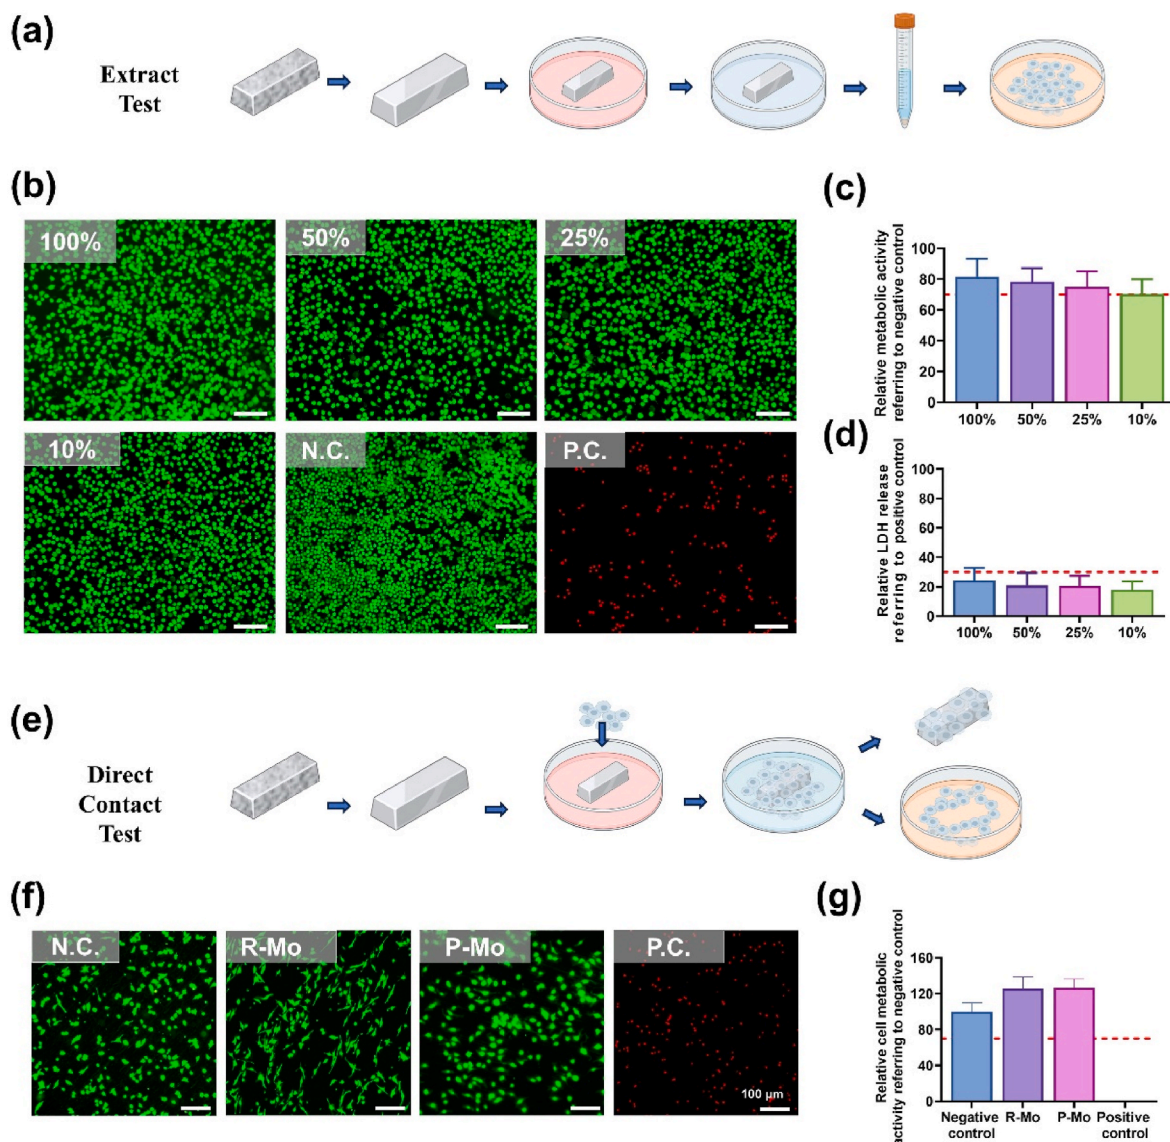 (a)
Extract
Test
(b)
100%
50%
25%
10%
N.C.
P.C.
(c)
Relative metabolic activity
referring to negative control
100
80
60
40
20
0
100% 50% 25% 10%
(d)
Relative LDH release
referring to positive control
100
80
60
40
20
0
100% 50% 25% 10%
(e)
Direct
Contact
Test
(f)
N.C.
R-Mo
P-Mo
P.C.
100 µm
(g)
Relative cell metabolic
activity referring to negative control
160
120
80
40
0
Negative control
R-Mo
P-Mo
Positive control